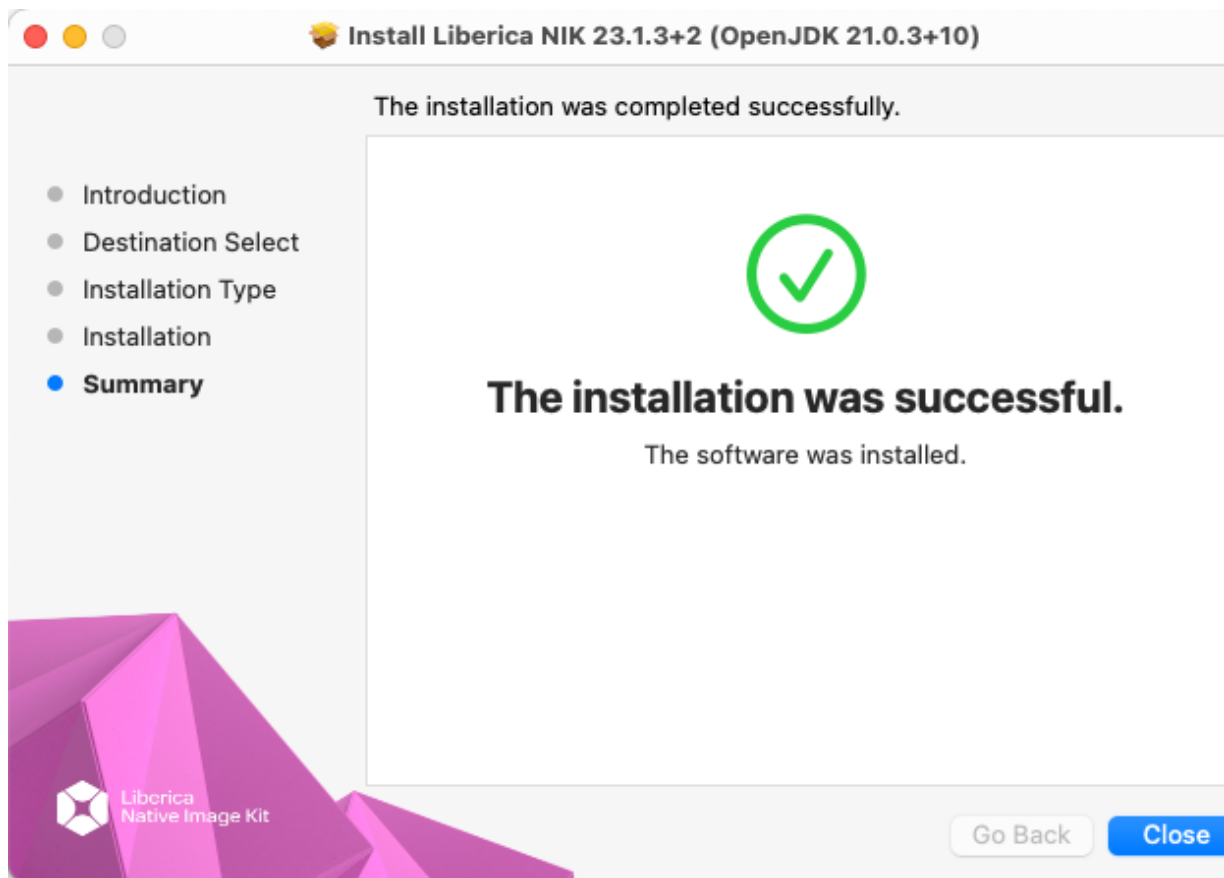 Install Liberica NIK 23.1.3+2 (OpenJDK 21.0.3+10)
The installation was completed successfully.
Introduction
Destination Select
Installation Type
Installation
Summary
The installation was successful.
The software was installed.
Liberica
Native Image Kit
Go Back
Close